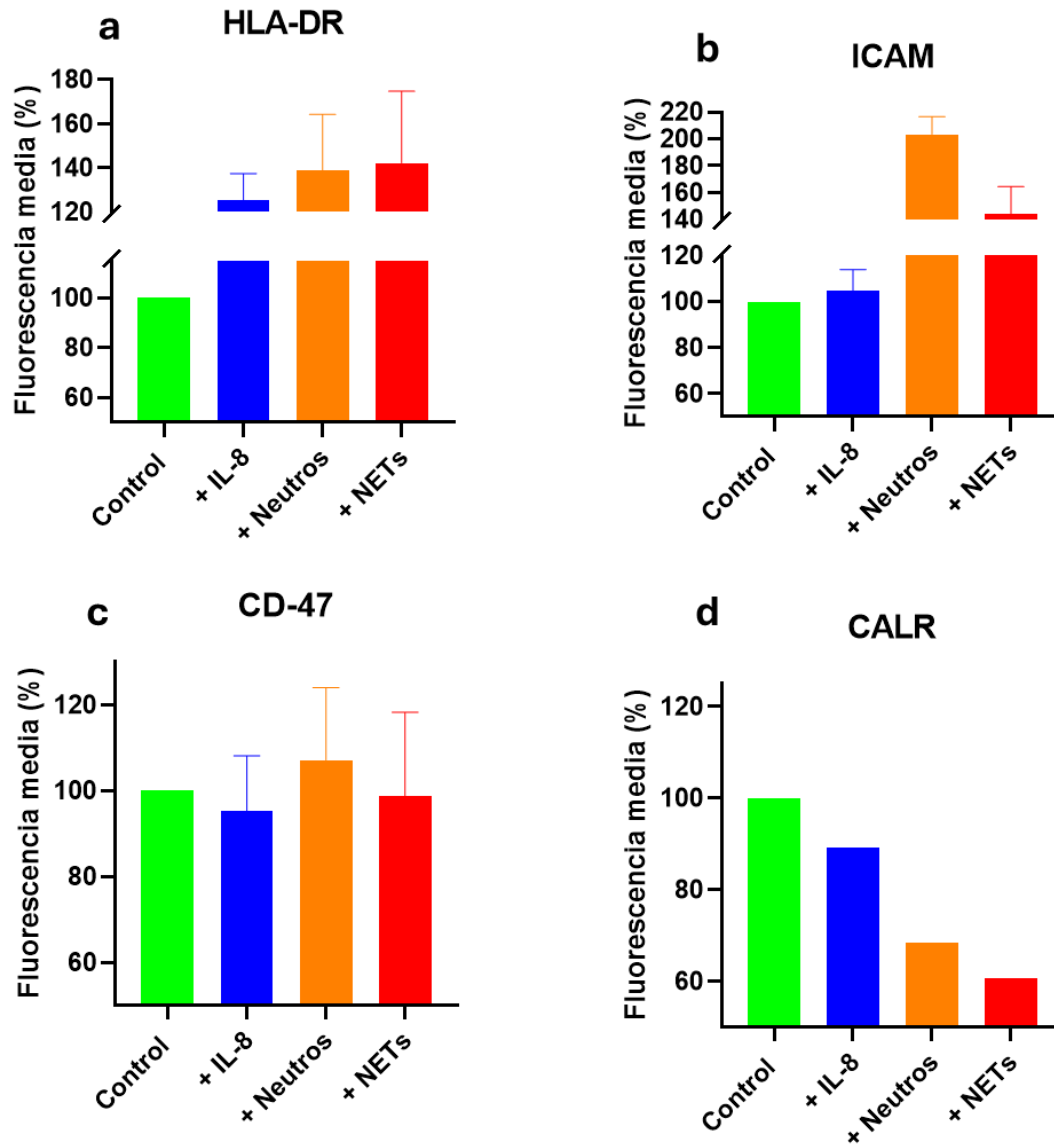 a
HLA-DR
Fluorescencia media (%)
180
160
140
120
100
80
60
Control
+ IL-8
+ Neutros
+ NETs
b
ICAM
Fluorescencia media (%)
220
200
180
160
140
120
100
80
60
Control
+ IL-8
+ Neutros
+ NETs
c
CD-47
Fluorescencia media (%)
120
100
80
60
Control
+ IL-8
+ Neutros
+ NETs
d
CALR
Fluorescencia media (%)
120
100
80
60
Control
+ IL-8
+ Neutros
+ NETs